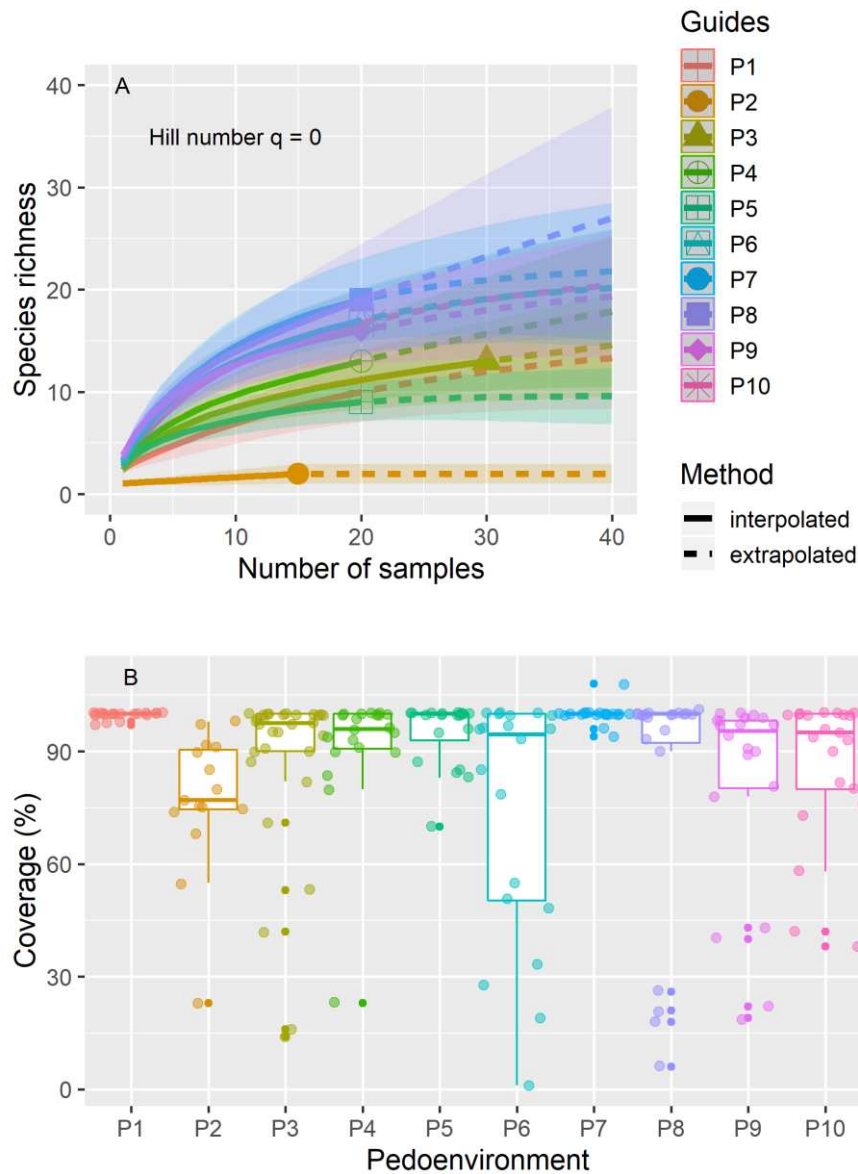 A
Hill number q = 0
Species richness
40
30
20
10
0
0 10 20 30 40
Number of samples
Guides
P1
P2
P3
P4
P5
P6
P7
P8
P9
P10
Method
interpolated
extrapolated
B
Coverage (%)
90
60
30
0
P1 P2 P3 P4 P5 P6 P7 P8 P9 P10
Pedoenvironment